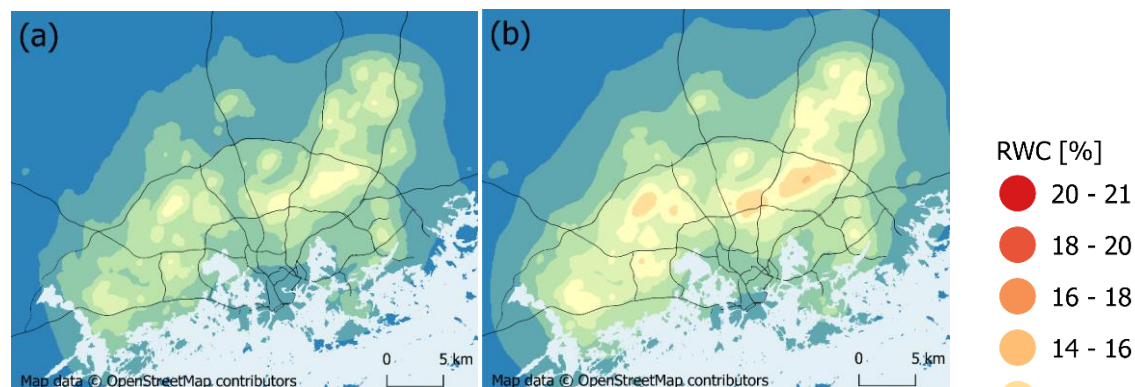 (a)
(b)
RWC [%]
20 - 21
18 - 20
16 - 18
14 - 16
0 5 km
Map data © OpenStreetMap contributors
0 5 km
Map data © OpenStreetMap contributors